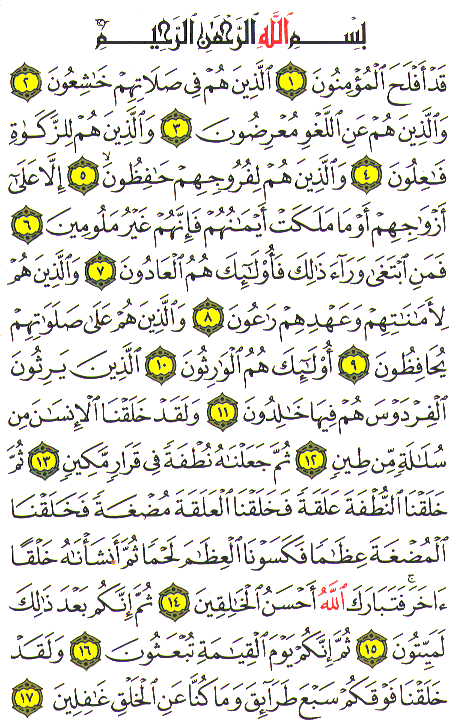 بِسْمِ ٱللَّهِ ٱلرَّحْمَٰنِ ٱلرَّحِيمِ
قَدْ أَفْلَحَ ٱلْمُؤْمِنُونَ ١ ٱلَّذِينَ هُمْ فِى صَلَاتِهِمْ خَٰشِعُونَ ٢
وَٱلَّذِينَ هُمْ عَنِ ٱللَّغْوِ مُعْرِضُونَ ٣ وَٱلَّذِينَ هُمْ لِلزَّكَوٰةِ
فَٰعِلُونَ ٤ وَٱلَّذِينَ هُمْ لِفُرُوجِهِمْ حَٰفِظُونَ ٥ إِلَّا عَلَىٰٓ
أَزْوَٰجِهِمْ أَوْ مَا مَلَكَتْ أَيْمَٰنُهُمْ فَإِنَّهُمْ غَيْرُ مَلُومِينَ ٦
فَمَنِ ٱبْتَغَىٰ وَرَآءَ ذَٰلِكَ فَأُو۟لَٰٓئِكَ هُمُ ٱلْعَادُونَ ٧ وَٱلَّذِينَ هُمْ
لِأَمَٰنَٰتِهِمْ وَعَهْدِهِمْ رَٰعُونَ ٨ وَٱلَّذِينَ هُمْ عَلَىٰ صَلَوَٰتِهِمْ
يُحَافِظُونَ ٩ أُو۟لَٰٓئِكَ هُمُ ٱلْوَٰرِثُونَ ١٠ ٱلَّذِينَ يَرِثُونَ
ٱلْفِرْدَوْسَ هُمْ فِيهَا خَٰلِدُونَ ١١ وَلَقَدْ خَلَقْنَا ٱلْإِنسَٰنَ مِن
سُلَٰلَةٍ مِّن طِينٍ ١٢ ثُمَّ جَعَلْنَٰهُ نُطْفَةً فِى قَرَارٍ مَّكِينٍ ١٣ ثُمَّ
خَلَقْنَا ٱلنُّطْفَةَ عَلَقَةً فَخَلَقْنَا ٱلْعَلَقَةَ مُضْغَةً فَخَلَقْنَا
ٱلْمُضْغَةَ عِظَٰمًا فَكَسَوْنَا ٱلْعِظَٰمَ لَحْمًا ثُمَّ أَنشَأْنَٰهُ خَلْقًا
ءَاخَرَ ۚ فَتَبَارَكَ ٱللَّهُ أَحْسَنُ ٱلْخَٰلِقِينَ ١٤ ثُمَّ إِنَّكُم بَعْدَ ذَٰلِكَ
لَمَيِّتُونَ ١٥ ثُمَّ إِنَّكُمْ يَوْمَ ٱلْقِيَٰمَةِ تُبْعَثُونَ ١٦ وَلَقَدْ
خَلَقْنَا فَوْقَكُمْ سَبْعَ طَرَآئِقَ وَمَا كُنَّا عَنِ ٱلْخَلْقِ غَٰفِلِينَ ١٧